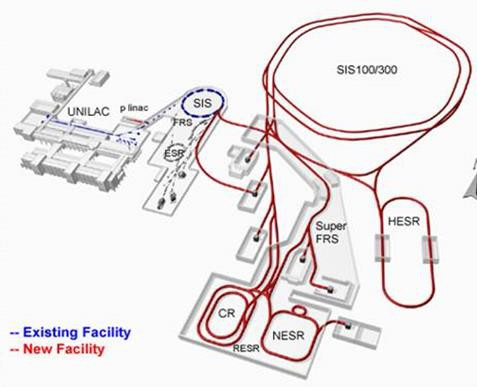 SIS100/300
UNILAC
p linac
SIS
FRS
ESR
HESR
Super
FRS
CR
NESR
RESR
-- Existing Facility
-- New Facility